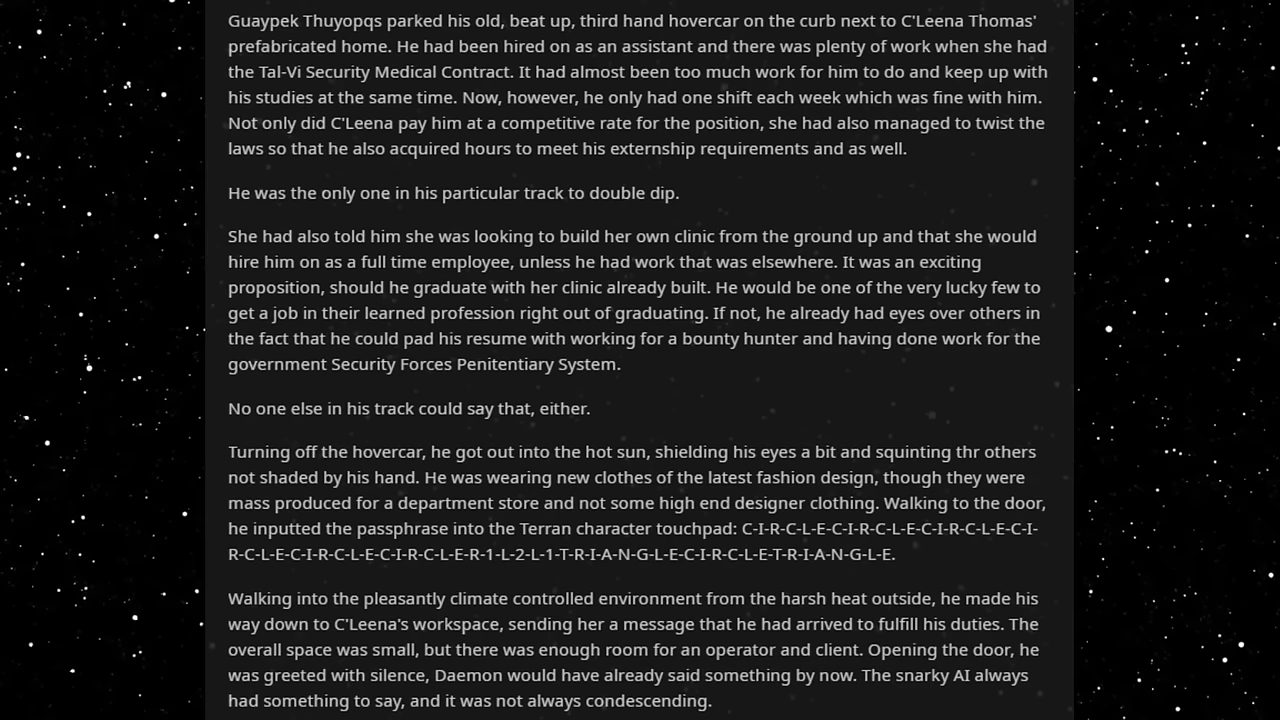 Guaypek Thuyopqs parked his old, beat up, third hand hovercar on the curb next to C'Leena Thomas'
prefabricated home. He had been hired on as an assistant and there was plenty of work when she had
the Tal-Vi Security Medical Contract. It had almost been too much work for him to do and keep up with
his studies at the same time. Now, however, he only had one shift each week which was fine with him.
Not only did C'Leena pay him at a competitive rate for the position, she had also managed to twist the
laws so that he also acquired hours to meet his externship requirements and as well.
He was the only one in his particular track to double dip.
She had also told him she was looking to build her own clinic from the ground up and that she would
hire him on as a full time employee, unless he had work that was elsewhere. It was an exciting
proposition, should he graduate with her clinic already built. He would be one of the very lucky few to
get a job in their learned profession right out of graduating. If not, he already had eyes over others in
the fact that he could pad his resume with working for a bounty hunter and having done work for the
government Security Forces Penitentiary System.
No one else in his track could say that, either.
Turning off the hovercar, he got out into the hot sun, shielding his eyes a bit and squinting thr others
not shaded by his hand. He was wearing new clothes of the latest fashion design, though they were
mass produced for a department store and not some high end designer clothing. Walking to the door,
he inputted the passphrase into the Terran character touchpad: C-I-R-C-L-E-C-I-R-C-L-E-C-I-R-C-L-E-C-I-
R-C-L-E-C-I-R-C-L-E-C-I-R-C-L-E-R-1-L-2-L-1-T-R-I-A-N-G-L-E-C-I-R-C-L-E-T-R-I-A-N-G-L-E.
Walking into the pleasantly climate controlled environment from the harsh heat outside, he made his
way down to C'Leena's workspace, sending her a message that he had arrived to fulfill his duties. The
overall space was small, but there was enough room for an operator and client. Opening the door, he
was greeted with silence, Daemon would have already said something by now. The snarky AI always
had something to say, and it was not always condescending.